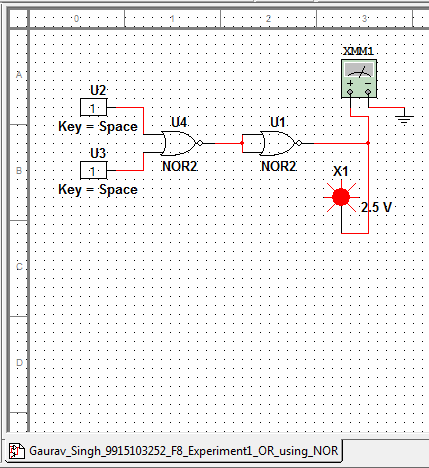 0 1 2 3
XMM1
A
U2
1
Key = Space
U4
U1
U3
NOR2
NOR2
B
1
X1
Key = Space
2.5 V
C
D
Gaurav_Singh_9915103252_F8_Experiment1_OR_using_NOR